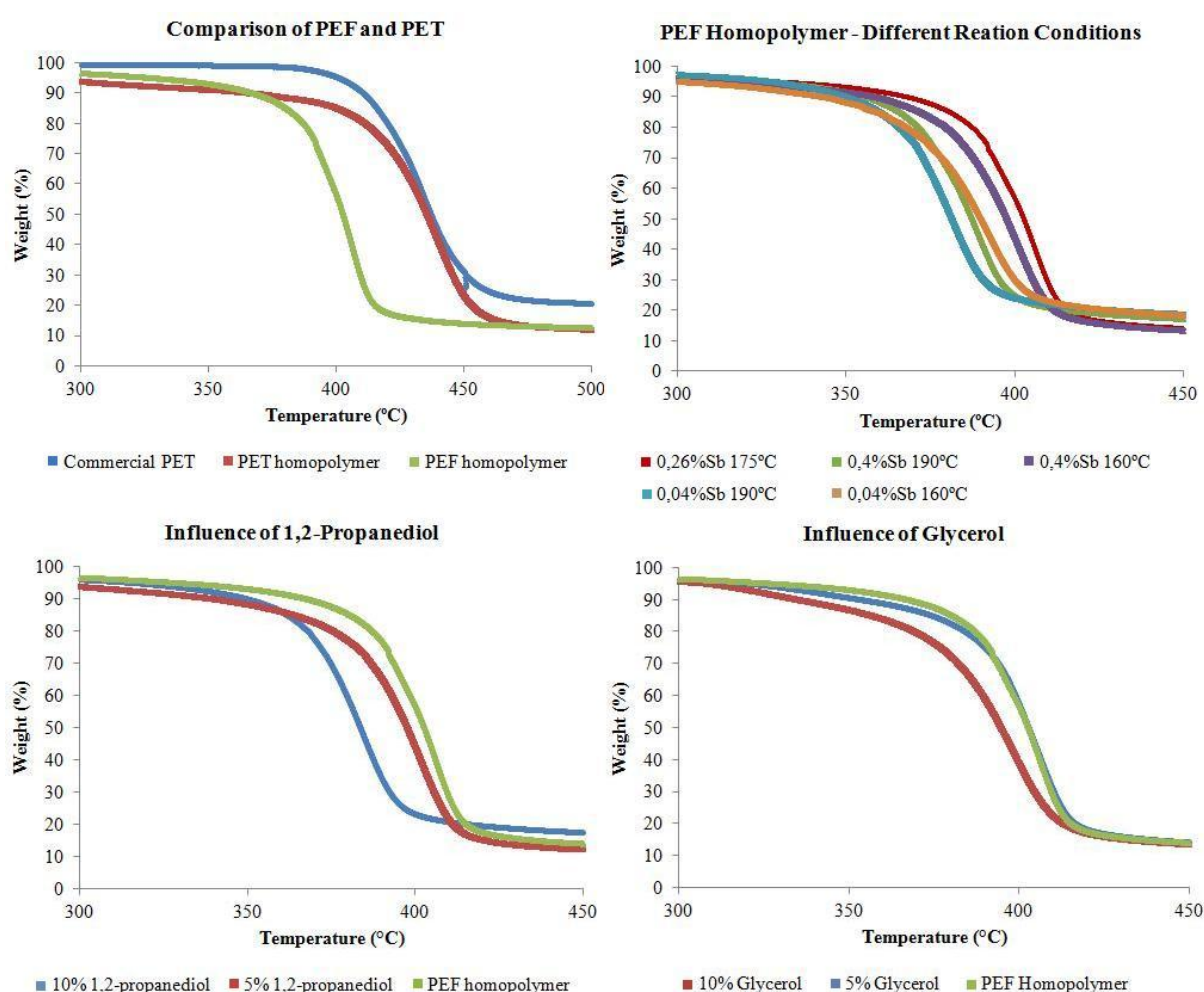 Comparison of PEF and PET
Weight (%)
100
90
80
70
60
50
40
30
20
10
0
300 350 400 450 500
Temperature (ºC)
Commercial PET PET homopolymer PEF homopolymer
PEF Homopolymer - Different Reation Conditions
Weight (%)
100
90
80
70
60
50
40
30
20
10
0
300 350 400 450
Temperature (ºC)
0,26%Sb 175ºC 0,4%Sb 190ºC 0,4%Sb 160ºC
0,04%Sb 190ºC 0,04%Sb 160ºC
Influence of 1,2-Propanediol
Weight (%)
100
90
80
70
60
50
40
30
20
10
0
300 350 400 450
Temperature (°C)
10% 1,2-propanediol 5% 1,2-propanediol PEF homopolymer
Influence of Glycerol
Weight (%)
100
90
80
70
60
50
40
30
20
10
0
300 350 400 450
Temperature (°C)
10% Glycerol 5% Glycerol PEF Homopolymer